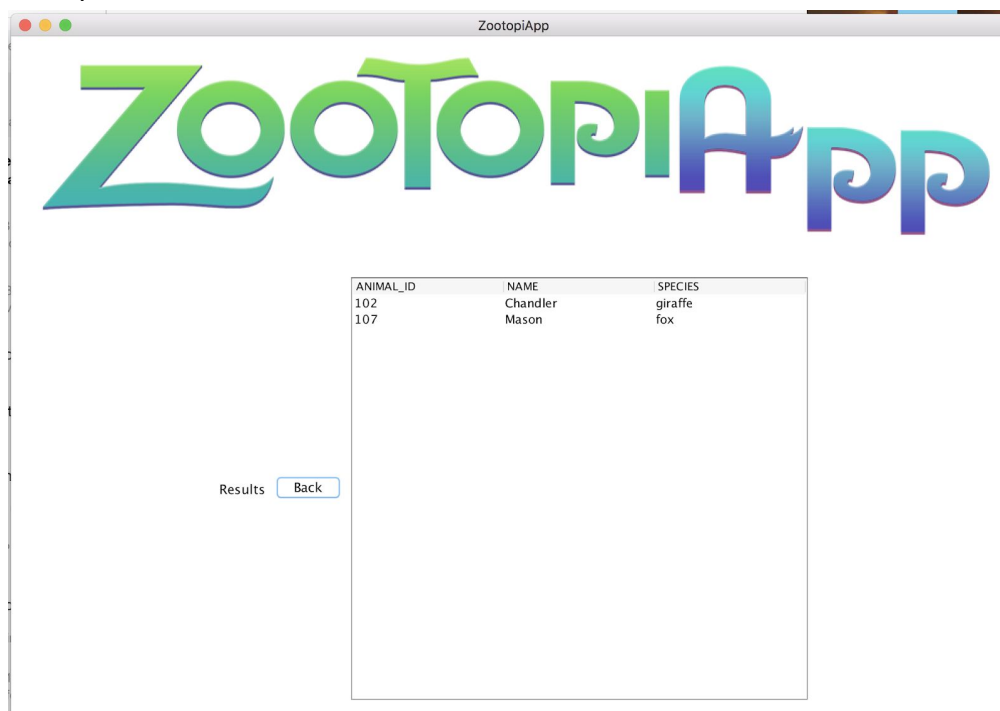 ZootopiApp
ZooTopiApp
ANIMAL_ID NAME SPECIES
102 Chandler giraffe
107 Mason fox
Results Back